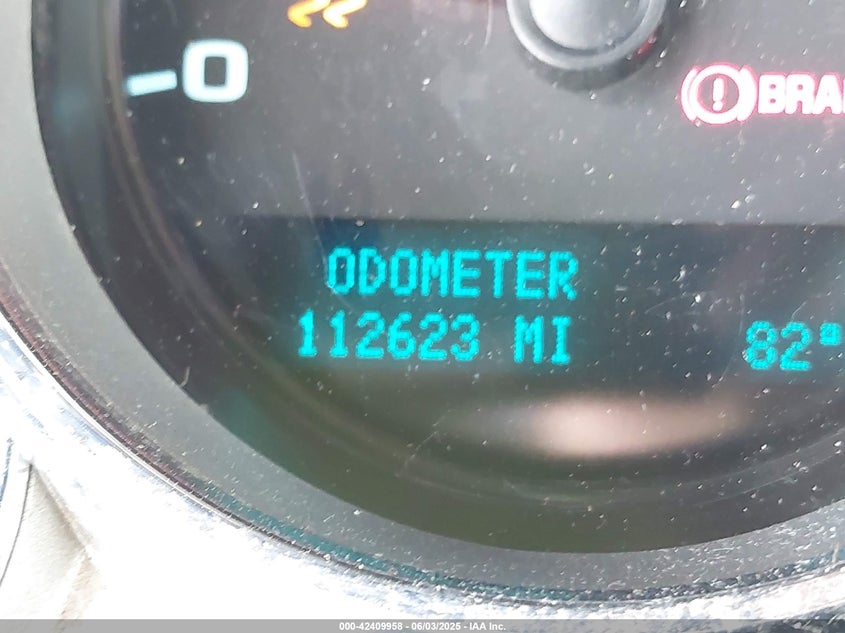 0
BRA
ODOMETER
112623 MI
82°
000-42409958 - 06/03/2025 - IAA Inc.